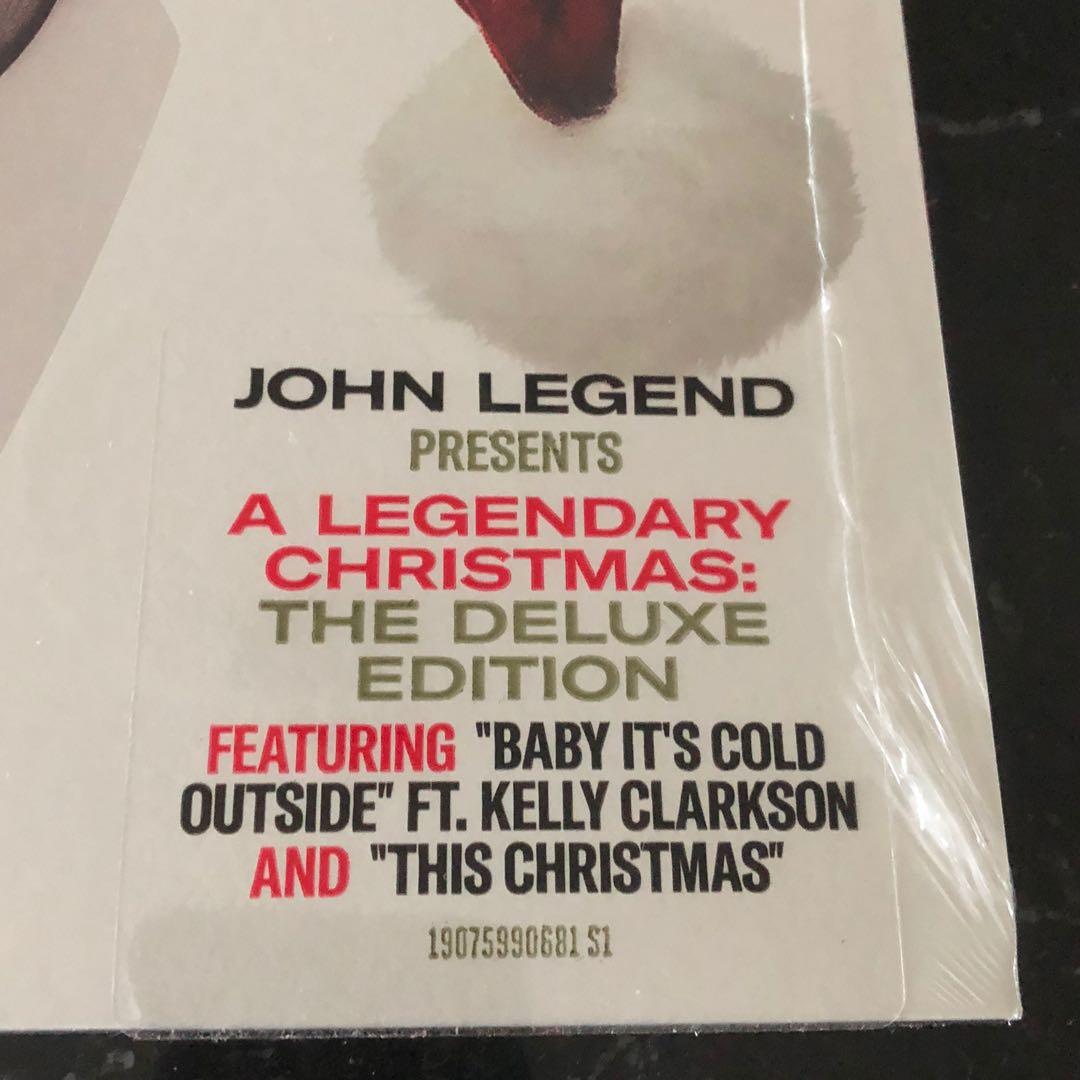 JOHN LEGEND
PRESENTS
A LEGENDARY
CHRISTMAS:
THE DELUXE
EDITION
FEATURING "BABY IT'S COLD
OUTSIDE" FT. KELLY CLARKSON
AND "THIS CHRISTMAS"
19075990681 S1